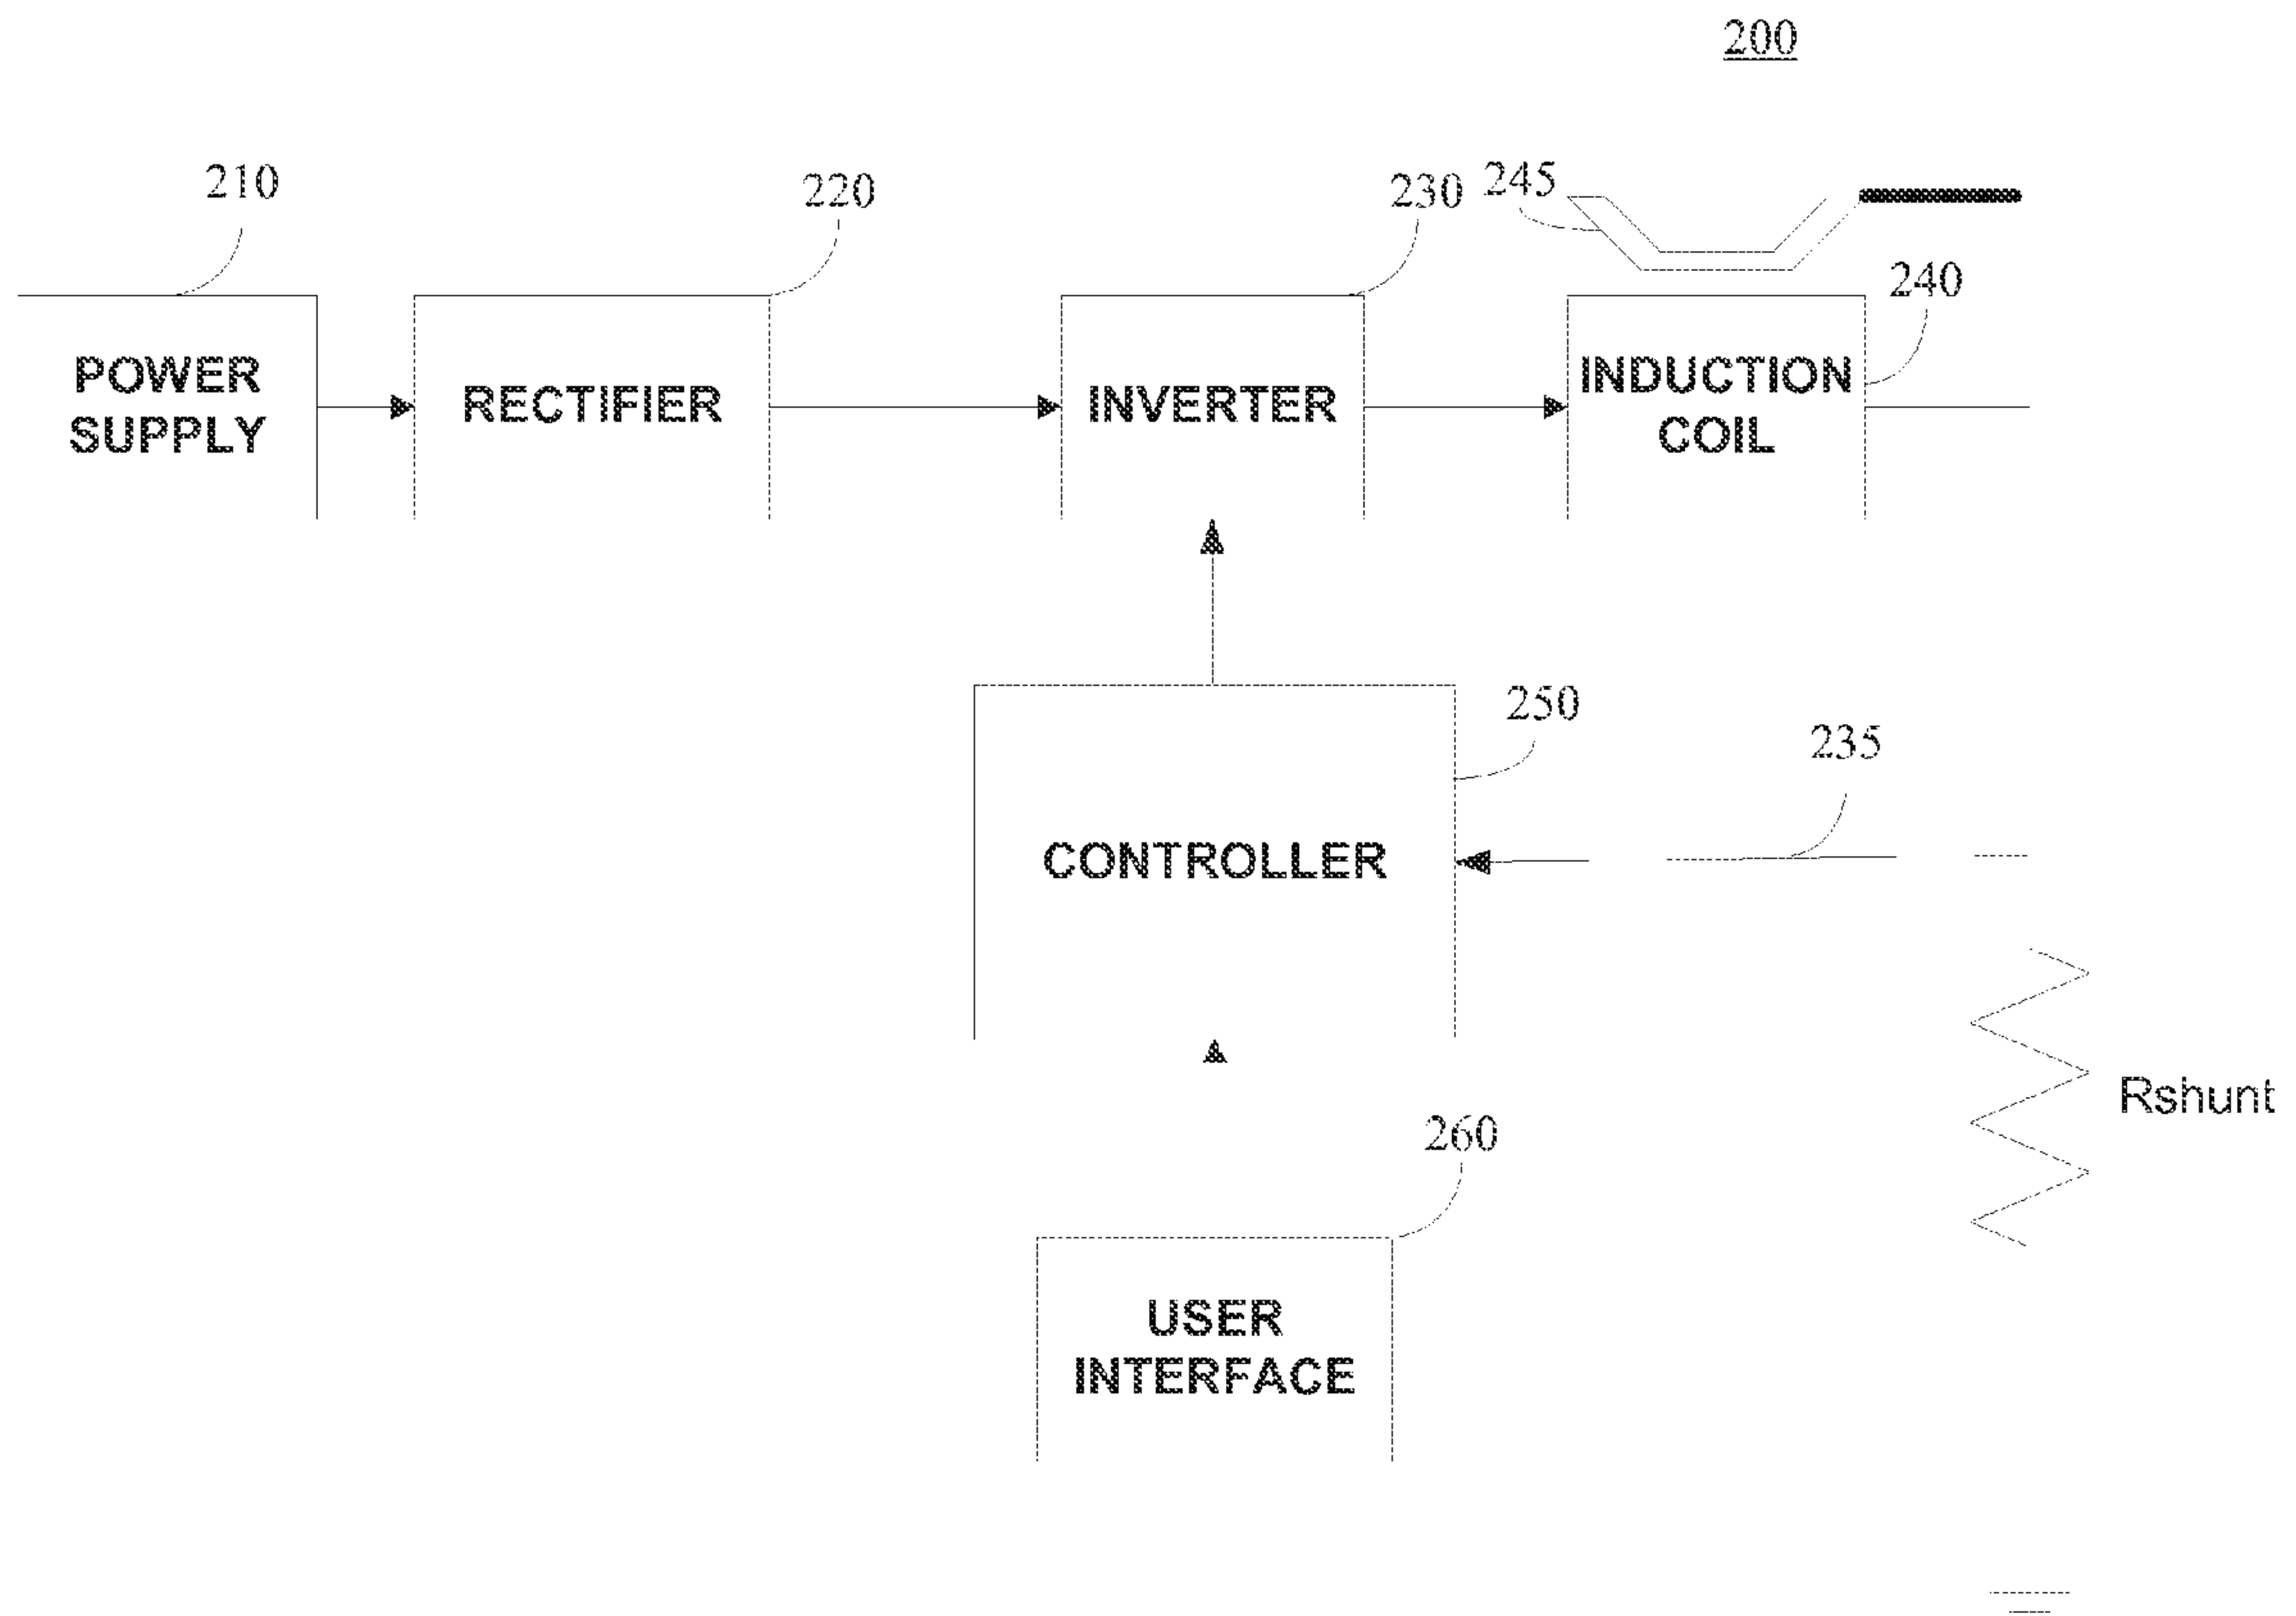 200
210
220
230
245
240
POWER
SUPPLY
RECTIFIER
INVERTER
INDUCTION
COIL
250
235
CONTROLLER
Rshunt
260
USER
INTERFACE